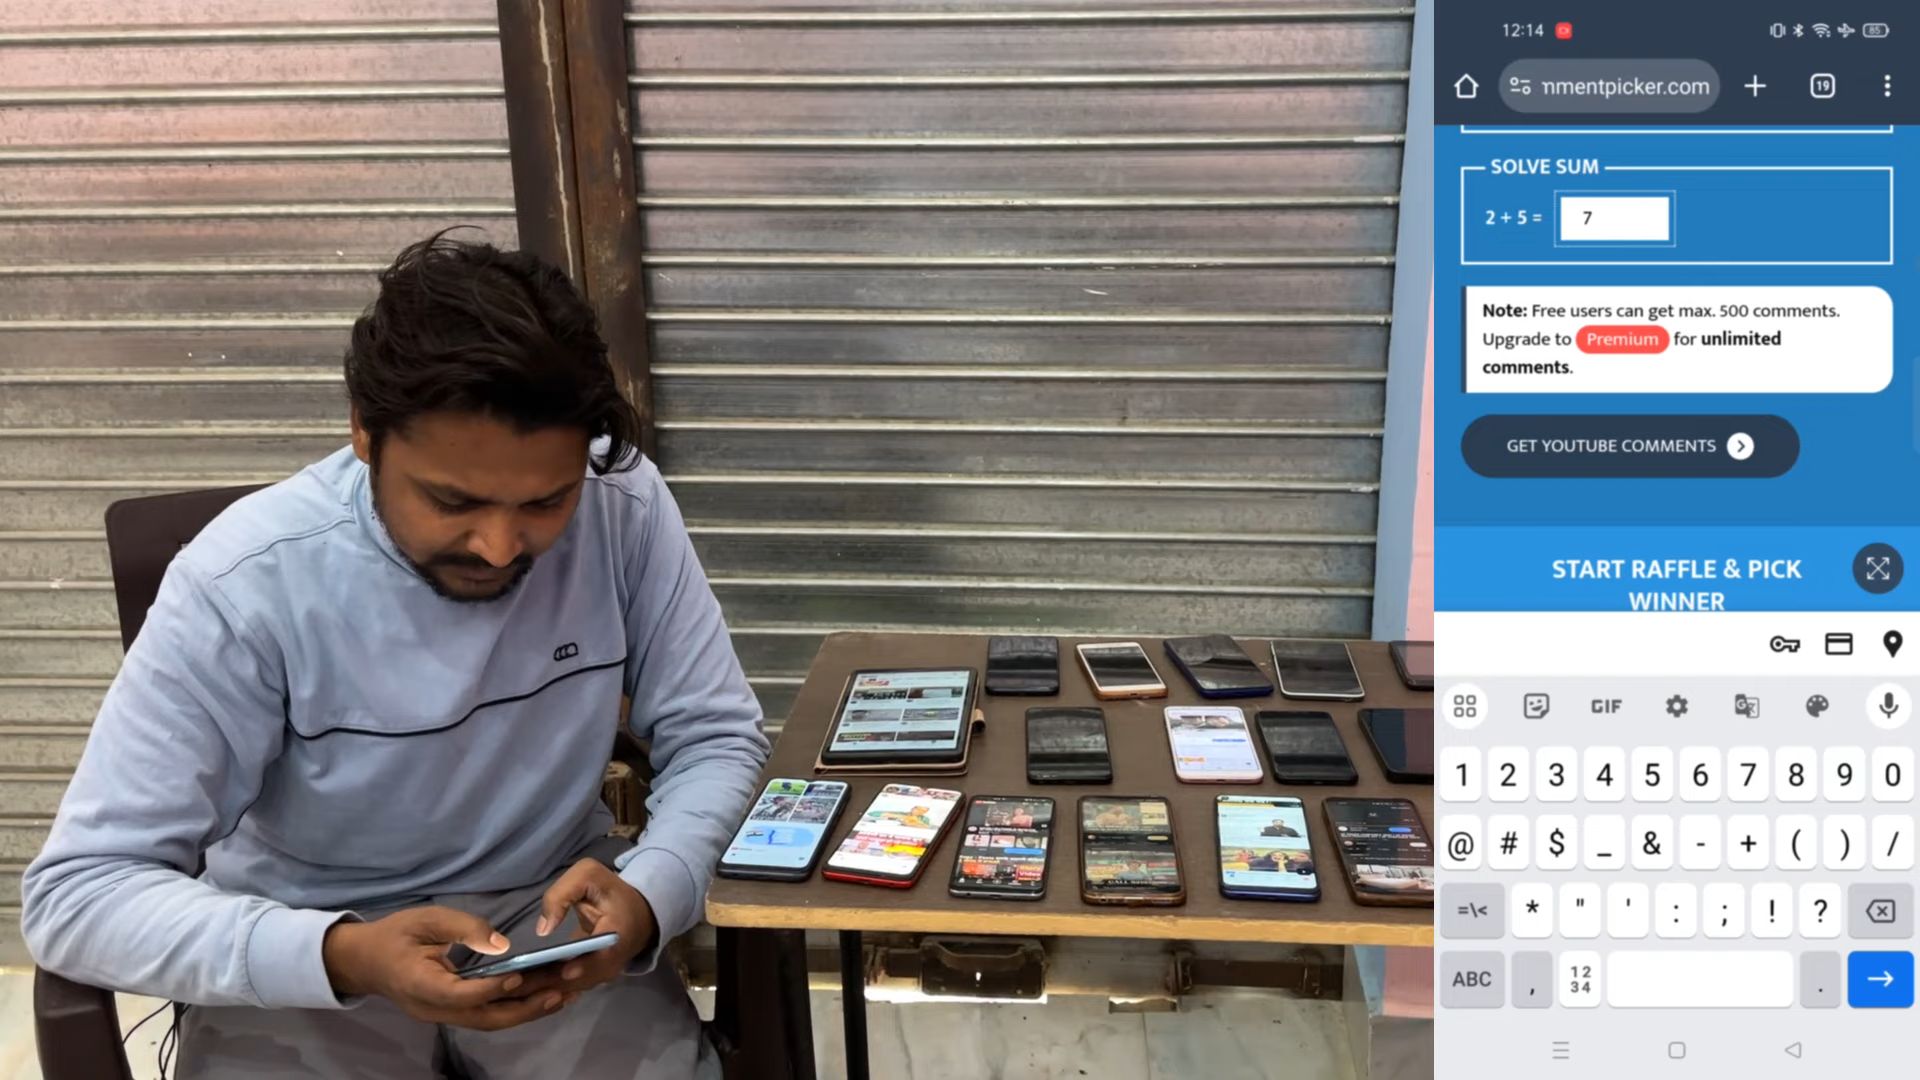 12:14
85
nmentpicker.com
19
SOLVE SUM
2 + 5 =
7
Note: Free users can get max. 500 comments.
Upgrade to Premium for unlimited
comments.
GET YOUTUBE COMMENTS
START RAFFLE & PICK
WINNER
GIF
1 2 3 4 5 6 7 8 9 0
@ # $ _ & - + ( ) /
=\< * " ' : ; ! ?
ABC , 12 34 .